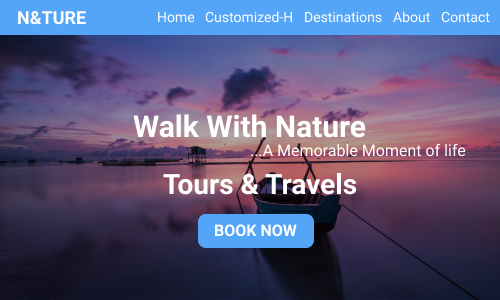 N&TURE Home Customized-H Destinations About Contact
Walk With Nature
...A Memorable Moment of life
Tours & Travels
BOOK NOW